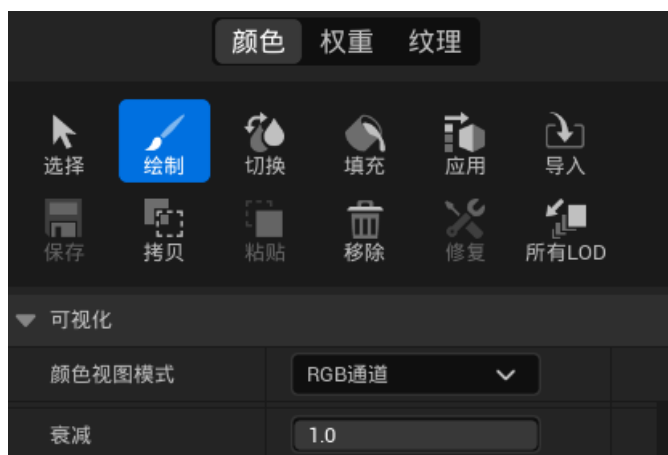 颜色 权重 纹理
选择 绘制 切换 填充 应用 导入
保存 拷贝 粘贴 移除 修复 所有LOD
可视化
颜色视图模式 RGB通道
衰减 1.0